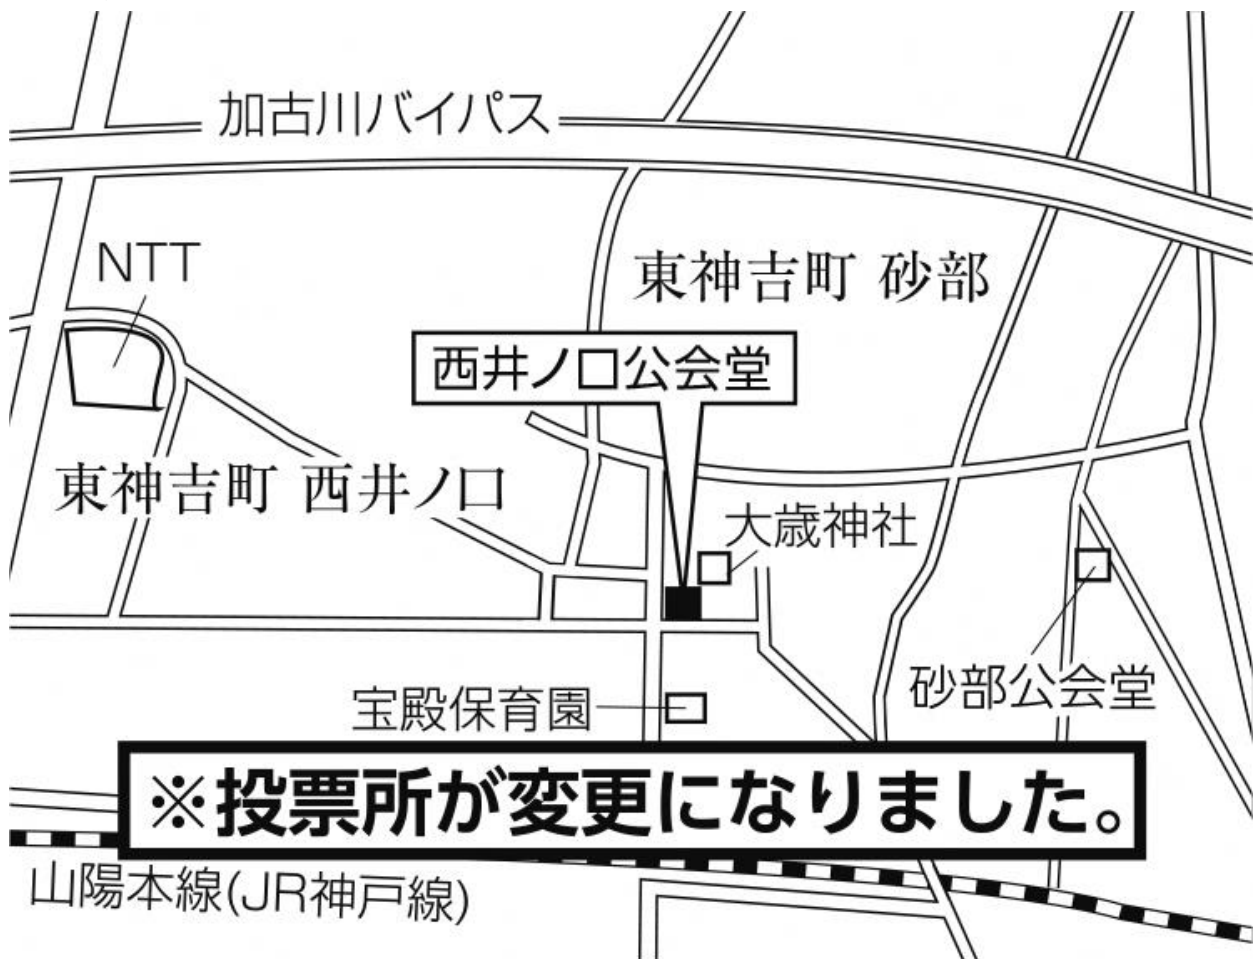 加古川バイパス
NTT
東神吉町 砂部
西井ノ口公会堂
東神吉町 西井ノ口
大歳神社
砂部公会堂
宝殿保育園
※投票所が変更になりました。
山陽本線(JR神戸線)